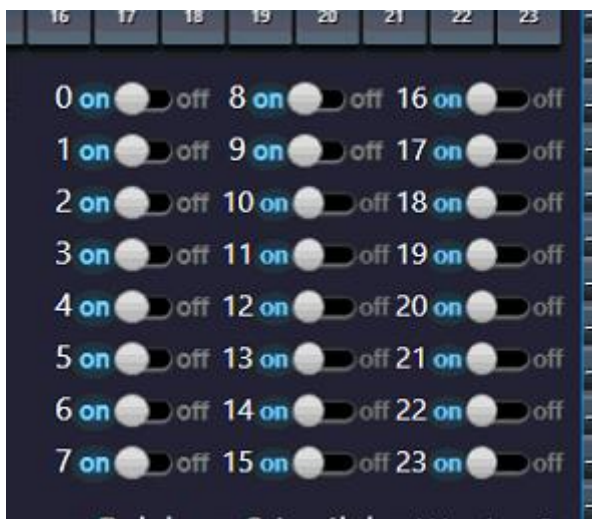 16 17 18 19 20 21 22 23
0 on off 8 on off 16 on off
1 on off 9 on off 17 on off
2 on off 10 on off 18 on off
3 on off 11 on off 19 on off
4 on off 12 on off 20 on off
5 on off 13 on off 21 on off
6 on off 14 on off 22 on off
7 on off 15 on off 23 on off